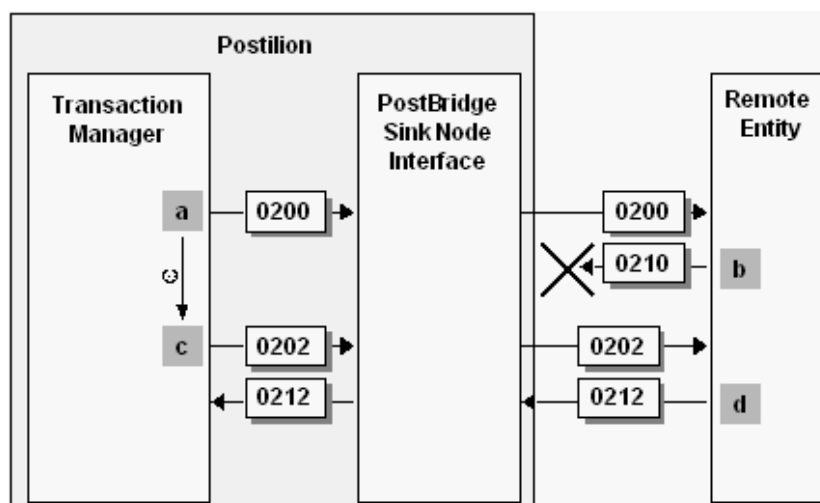 Postilion
Transaction
Manager
PostBridge
Sink Node
Interface
Remote
Entity
a
0200
0200
0210
b
c
0202
0202
0212
0212
d